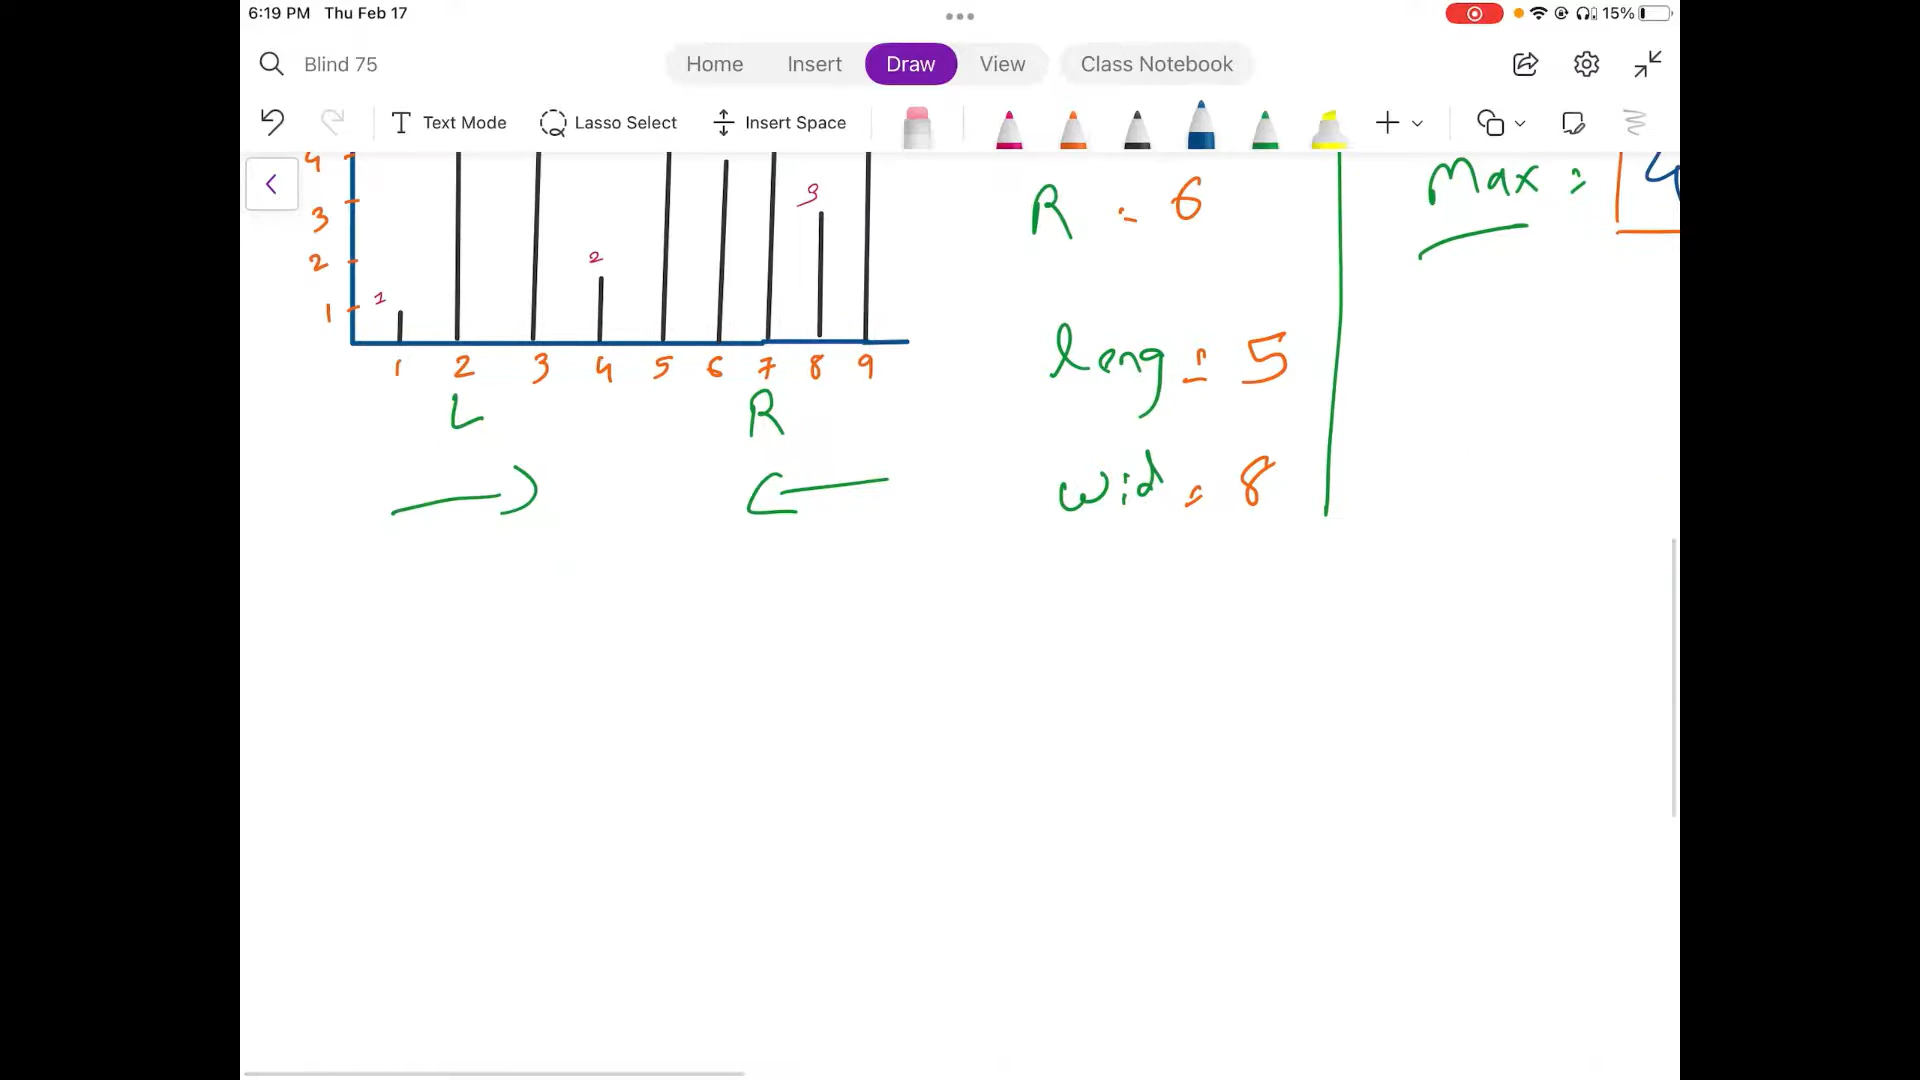 6:19 PM Thu Feb 17
15%
Blind 75
Home Insert Draw View Class Notebook
Text Mode Lasso Select Insert Space
4
3
2
1
1
2
3
1 2 3 4 5 6 7 8 9
L R
R = 6
leng = 5
wid = 8
Max =